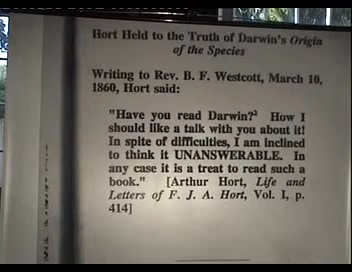 Hort Held to the Truth of Darwin's Origin
of the Species
Writing to Rev. B. F. Westcott, March 10,
1860, Hort said:
"Have you read Darwin?² How I
should like a talk with you about it!
In spite of difficulties, I am inclined
to think it UNANSWERABLE. In
any case it is a treat to read such a
book." [Arthur Hort, Life and
Letters of F. J. A. Hort, Vol. I, p.
414]